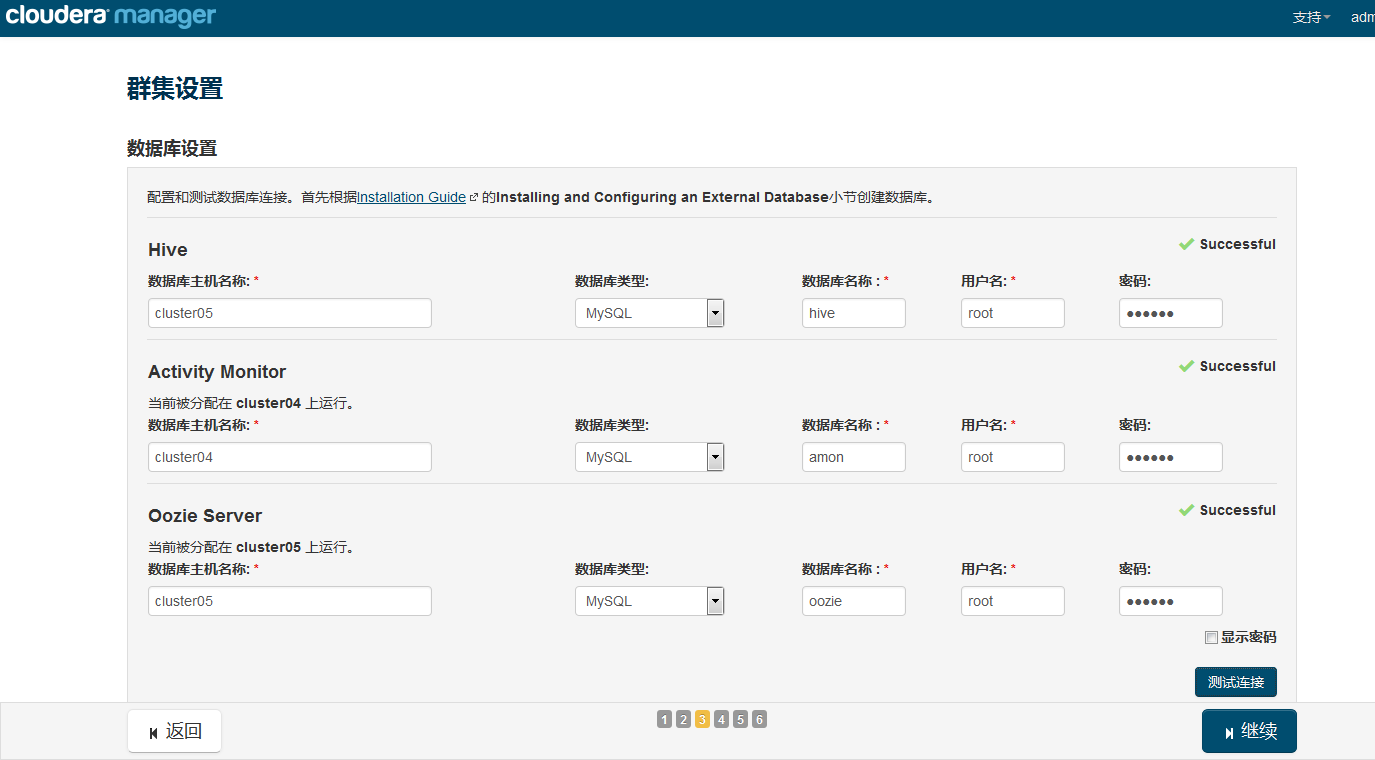 cloudera manager 支持 adm
群集设置
数据库设置
配置和测试数据库连接。首先根据Installation Guide 的Installing and Configuring an External Database小节创建数据库。
Hive Successful
数据库主机名称: * 数据库类型: 数据库名称 : * 用户名: * 密码:
cluster05 MySQL hive root ●●●●●●
Activity Monitor Successful
当前被分配在 cluster04 上运行。
数据库主机名称: * 数据库类型: 数据库名称 : * 用户名: * 密码:
cluster04 MySQL amon root ●●●●●●
Oozie Server Successful
当前被分配在 cluster05 上运行。
数据库主机名称: * 数据库类型: 数据库名称 : * 用户名: * 密码:
cluster05 MySQL oozie root ●●●●●●
显示密码
测试连接
返回 1 2 3 4 5 6 继续